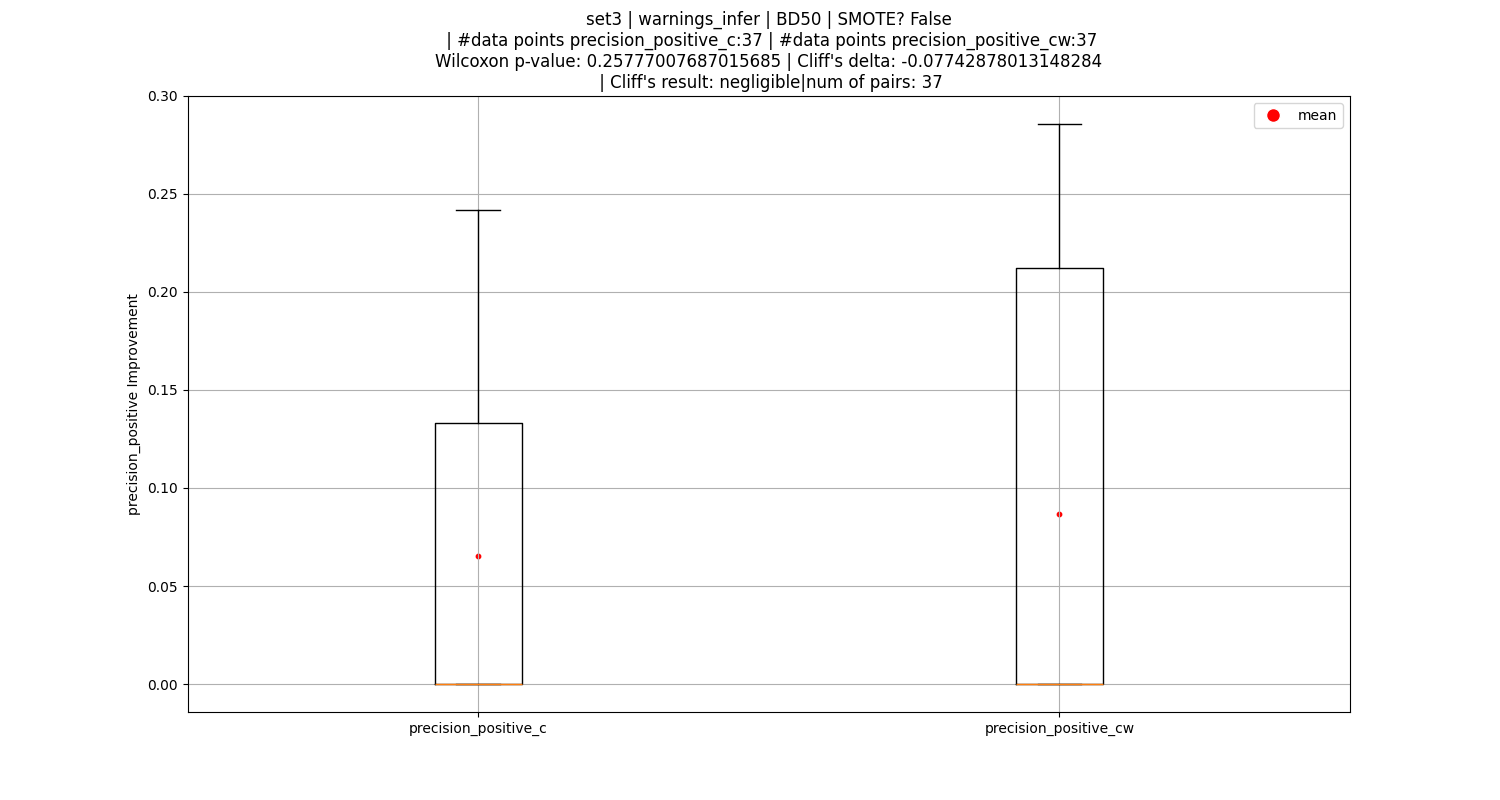 set3 | warnings_infer | BD50 | SMOTE? False
| #data points precision_positive_c:37 | #data points precision_positive_cw:37
Wilcoxon p-value: 0.25777007687015685 | Cliff's delta: -0.07742878013148284
| Cliff's result: negligible|num of pairs: 37
mean
0.30
0.25
0.20
0.15
0.10
0.05
0.00
precision_positive Improvement
precision_positive_c
precision_positive_cw